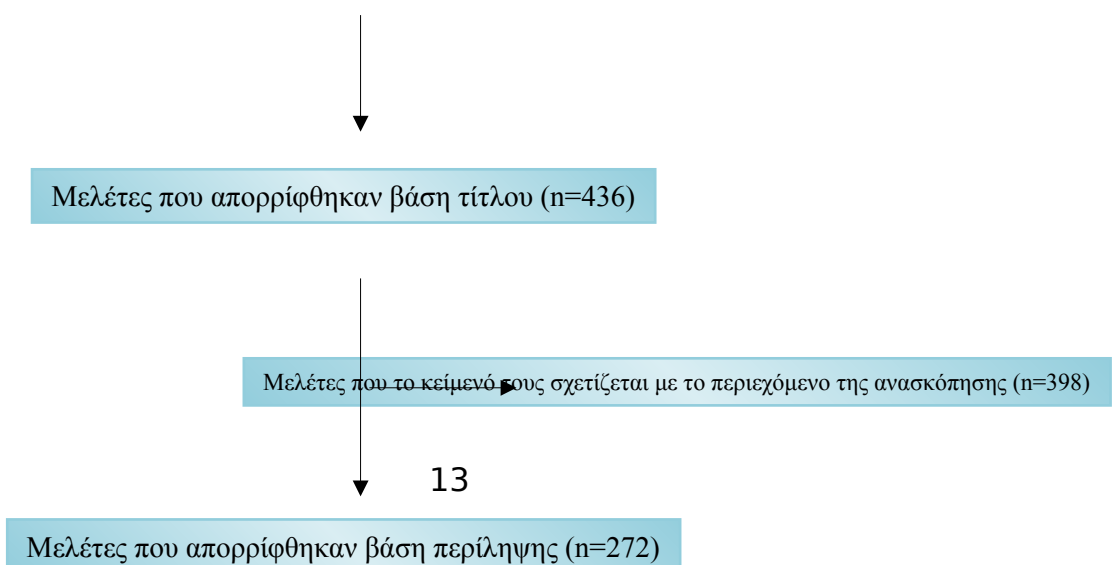 Μελέτες που απορρίφθηκαν βάση τίτλου (n=436)
Μελέτες που το κείμενό τους σχετίζεται με το περιεχόμενο της ανασκόπησης (n=398)
13
Μελέτες που απορρίφθηκαν βάση περίληψης (n=272)